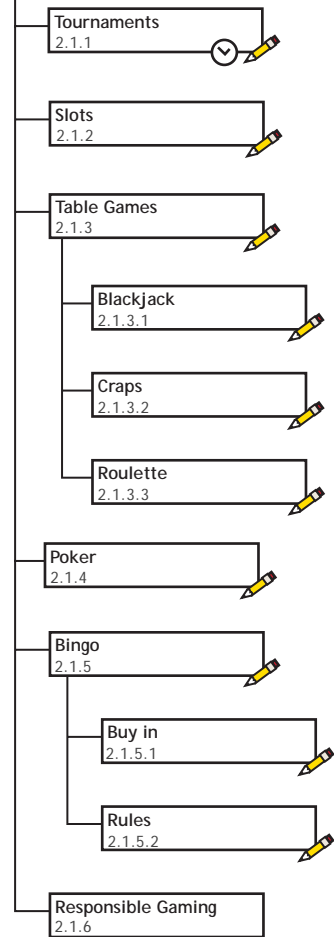 Tournaments
2.1.1
Slots
2.1.2
Table Games
2.1.3
Blackjack
2.1.3.1
Craps
2.1.3.2
Roulette
2.1.3.3
Poker
2.1.4
Bingo
2.1.5
Buy in
2.1.5.1
Rules
2.1.5.2
Responsible Gaming
2.1.6